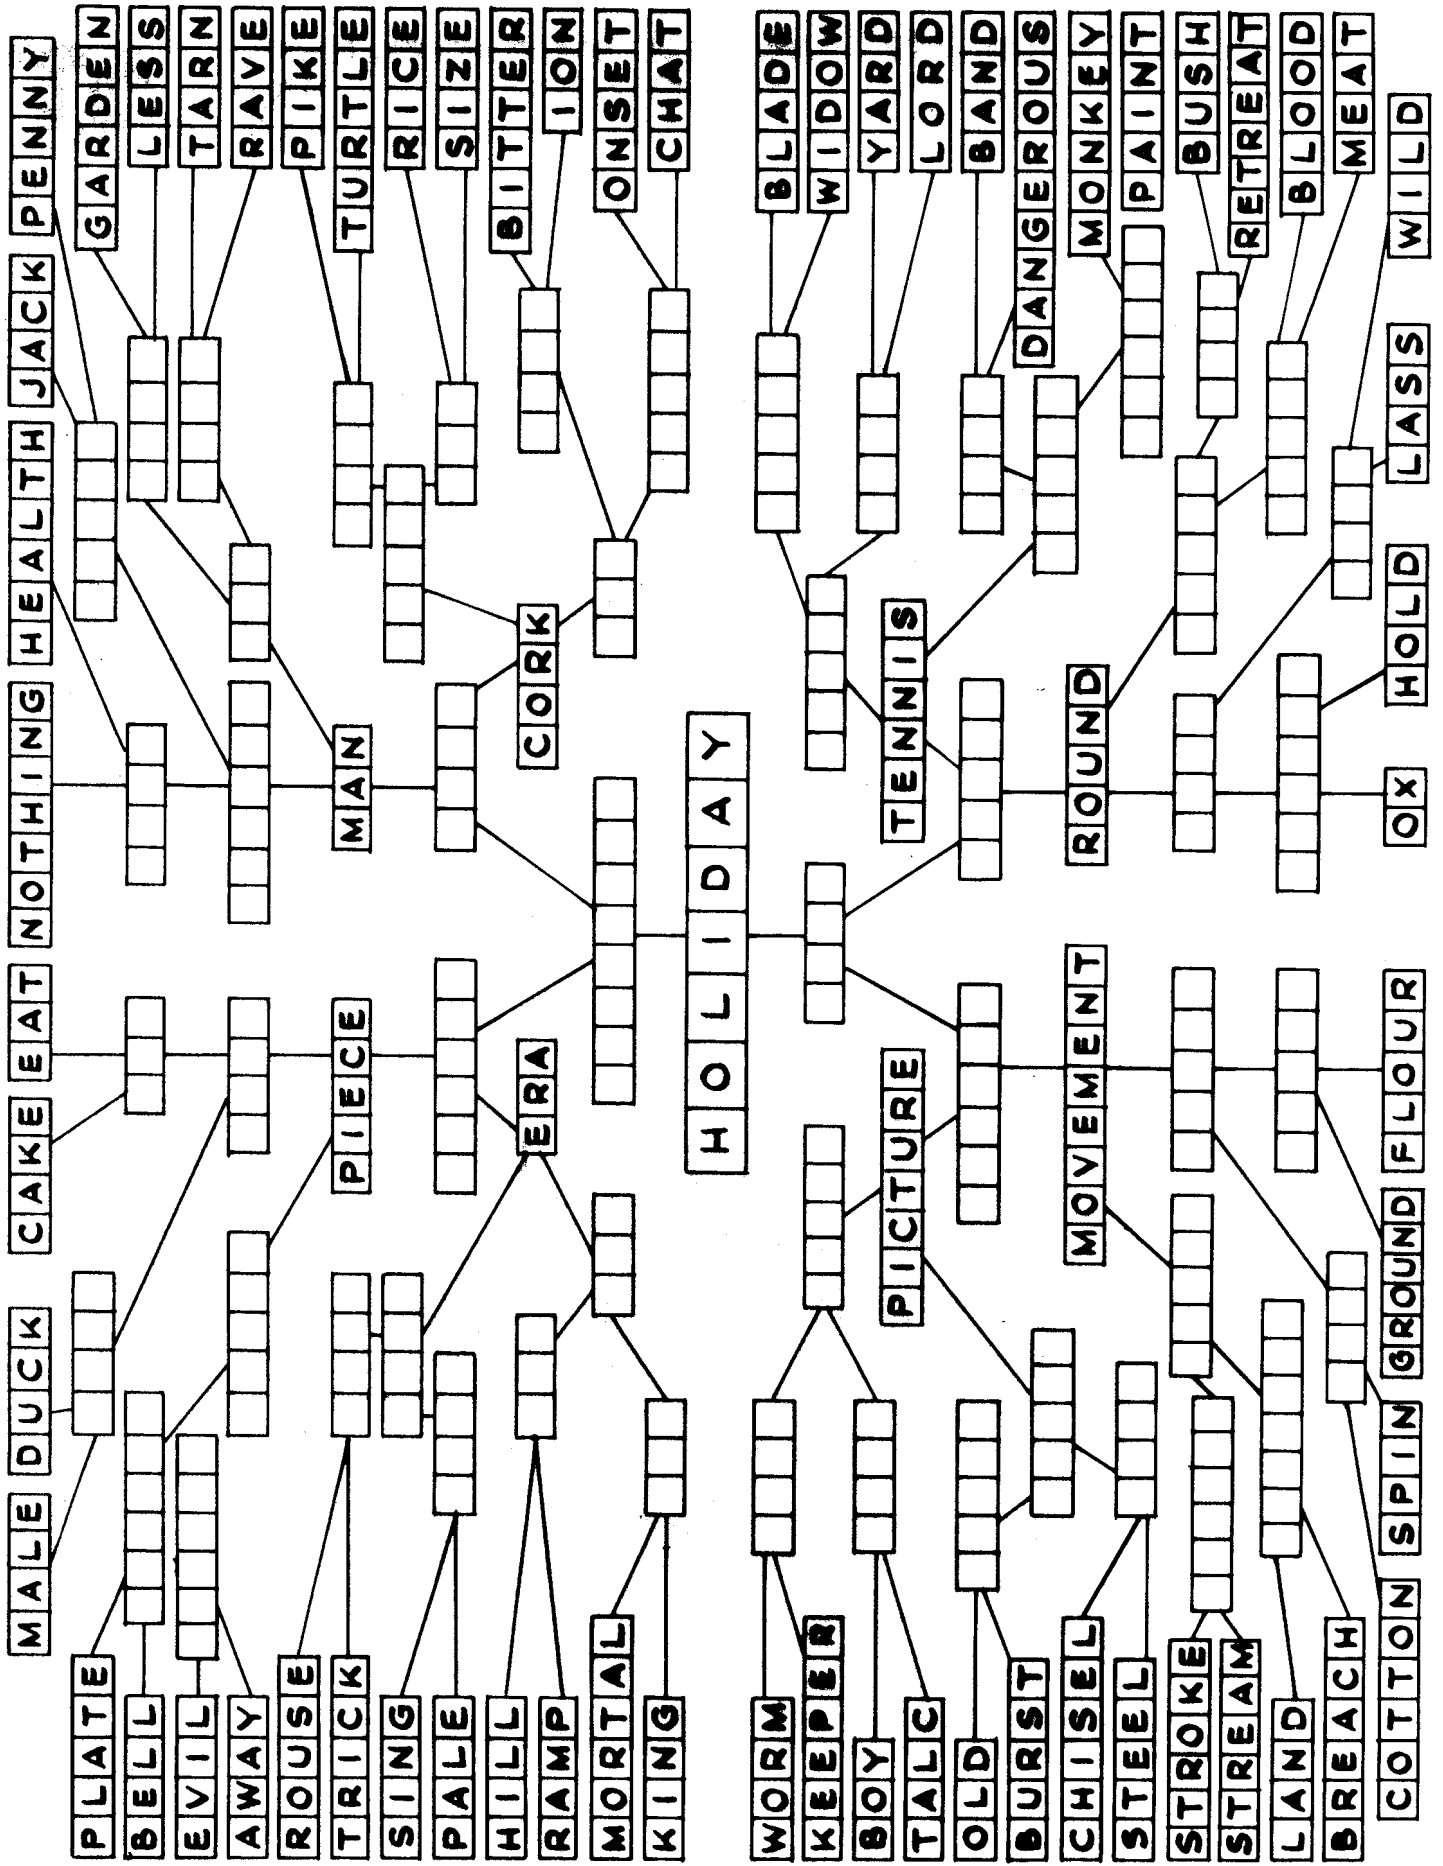 MALE DUCK CAKE EAT NOTHING HEALTH JACK PENNY
PLATE GARDEN
BELL LESS
EVIL TARN
AWAY RAVE
ROUSE PIKE
TRICK PIECE MAN TURTLE
SING RICE
PALE SIZE
HILL BITTER
ERA CORK
RAMP ION
MORTAL ONSET
KING CHAT
HOLIDAY
WORM BLADE
KEEPER WIDOW
BOY YARD
PICTURE TENNIS
TALC LORD
OLD BAND
BURST DANGEROUS
CHISEL MOVEMENT ROUND MONKEY
STEEL PAINT
STROKE BUSH
STREAM RETREAT
LAND BLOOD
BREACH MEAT
COTTON SPIN GROUND FLOUR OX HOLD LASS WILD